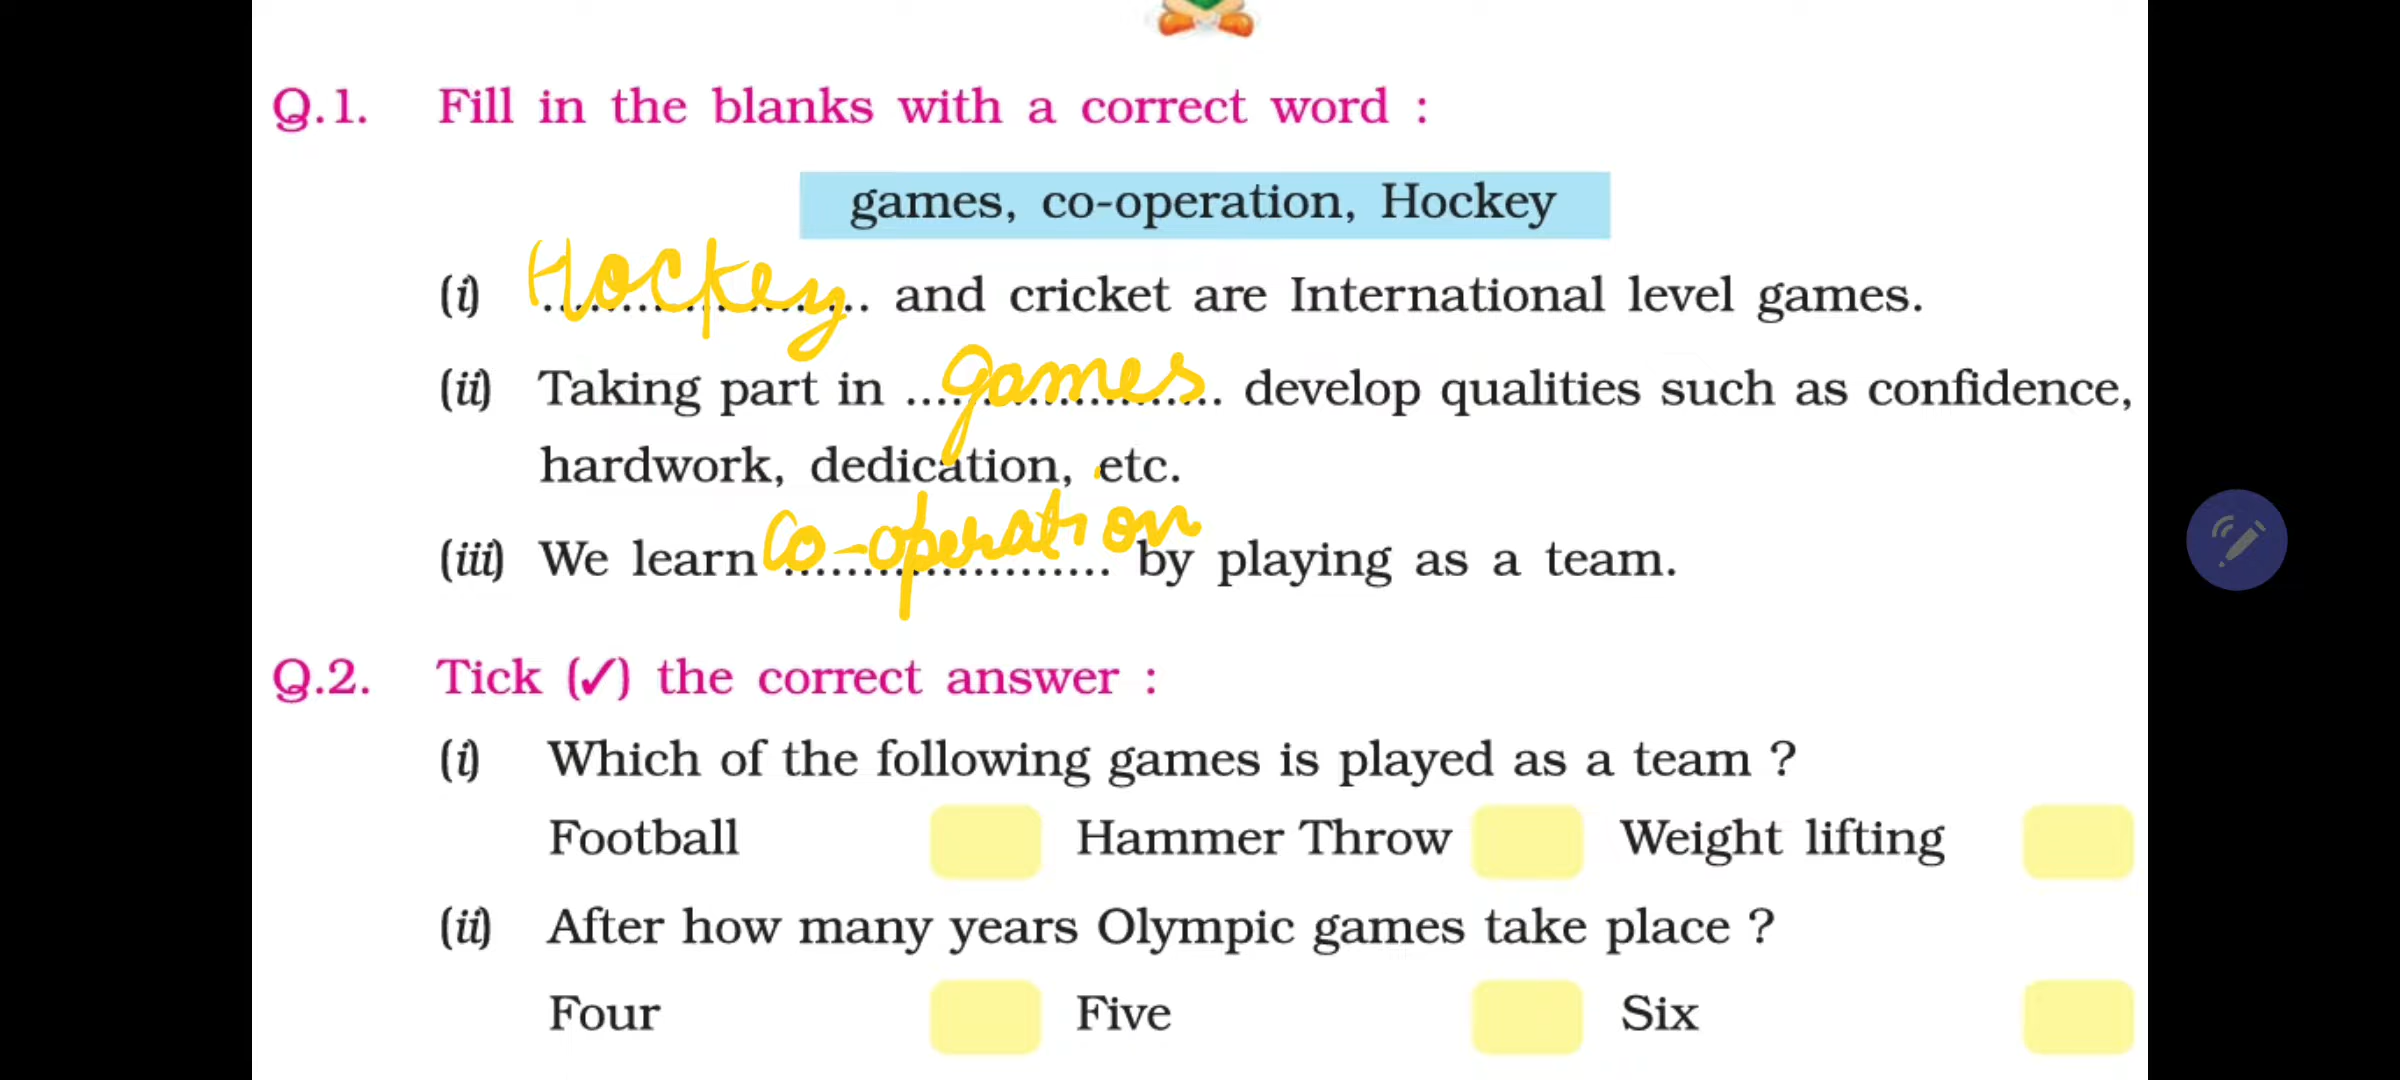 Q.1. Fill in the blanks with a correct word :
games, co-operation, Hockey
(i) Hockey and cricket are International level games.
(ii) Taking part in games develop qualities such as confidence,
hardwork, dedication, etc.
(iii) We learn co-operation by playing as a team.
Q.2. Tick (✓) the correct answer :
(i) Which of the following games is played as a team ?
Football Hammer Throw Weight lifting
(ii) After how many years Olympic games take place ?
Four Five Six